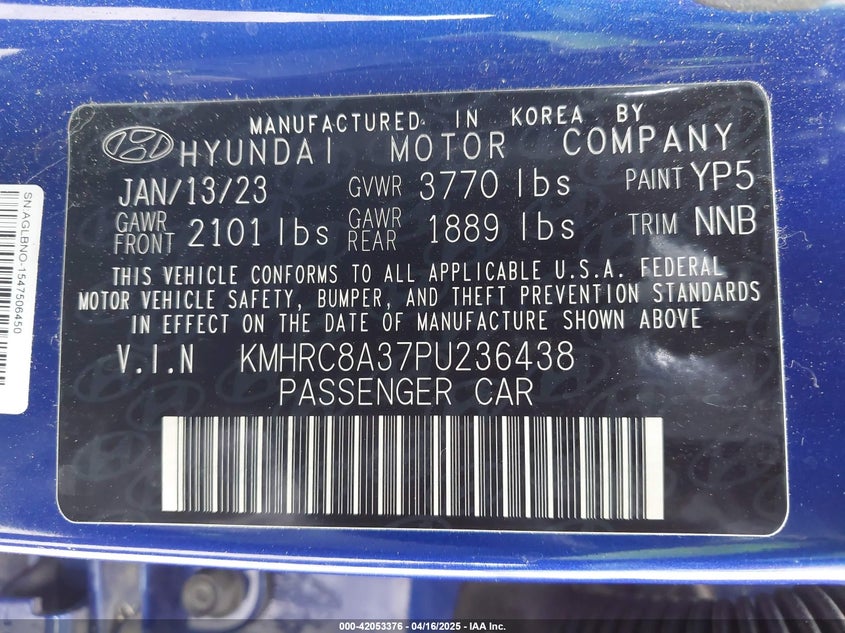 MANUFACTURED IN KOREA BY
HYUNDAI MOTOR COMPANY
JAN/13/23 GVWR 3770 lbs PAINT YP5
GAWR FRONT 2101 lbs GAWR REAR 1889 lbs TRIM NNB
THIS VEHICLE CONFORMS TO ALL APPLICABLE U.S.A. FEDERAL
MOTOR VEHICLE SAFETY, BUMPER, AND THEFT PREVENTION STANDARDS
IN EFFECT ON THE DATE OF MANUFACTURE SHOWN ABOVE
V.I.N KMHRC8A37PU236438
PASSENGER CAR
SN AGLBNO-1547506450
000-42053376 - 04/16/2025 - IAA Inc.